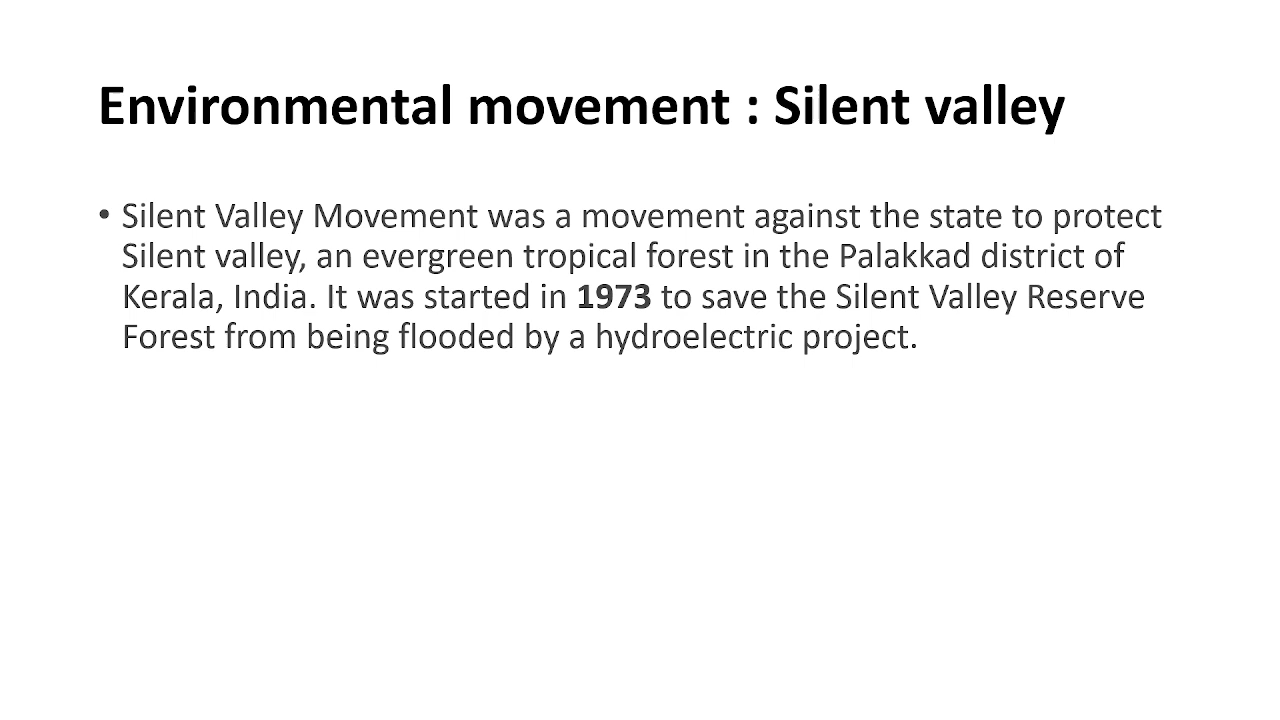 Environmental movement : Silent valley
• Silent Valley Movement was a movement against the state to protect
Silent valley, an evergreen tropical forest in the Palakkad district of
Kerala, India. It was started in 1973 to save the Silent Valley Reserve
Forest from being flooded by a hydroelectric project.